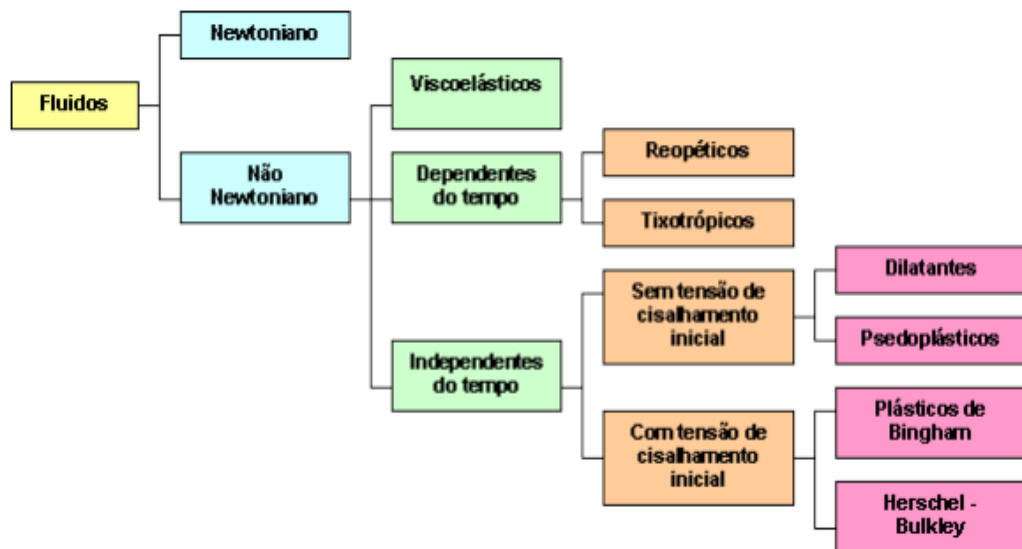 Newtoniano
Fluidos
Não
Newtoniano
Viscoelásticos
Dependentes
do tempo
Reopéticos
Tixotrópicos
Independentes
do tempo
Sem tensão de
cisalhamento
inicial
Dilatantes
Psedoplásticos
Com tensão de
cisalhamento
inicial
Plásticos de
Bingham
Herschel -
Bulkley